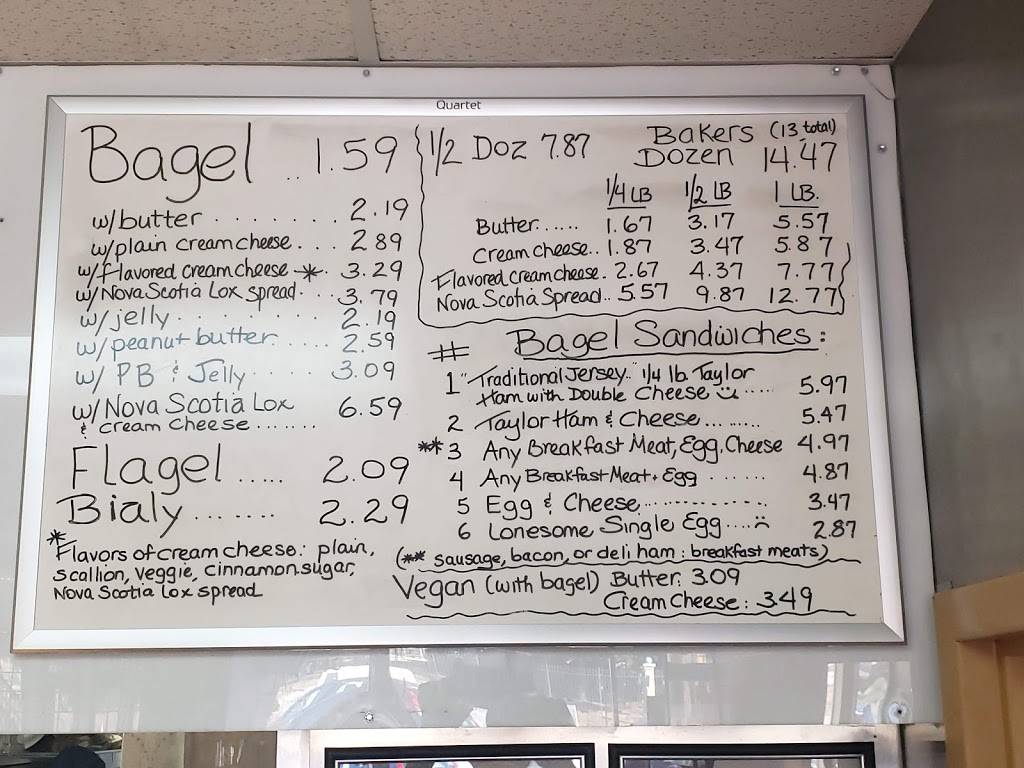 Quartet
Bagel .. 1.59
w/butter ........ 2.19
w/plain cream cheese... 2 89
w/flavored cream cheese *. 3.29
w/Nova Scotia Lox spread... 3.79
w/jelly ........ 2.19
w/peanut butter ..... 2.59
w/ PB & Jelly ..... 3.09
w/Nova Scotia Lox 6.59
& cream cheese .......
Flagel ..... 2.09
Bialy ....... 2.29
* Flavors of cream cheese: plain,
scallion, veggie, cinnamon sugar,
Nova Scotia lox spread
1/2 Doz 7.87
Bakers (13 total)
Dozen 14.47
1/4 LB 1/2 LB 1 LB.
Butter...... 1.67 3.17 5.57
Cream cheese.. 1.87 3.47 5.87
Flavored cream cheese. 2.67 4.37 7.77
Nova Scotia Spread.. 5.57 9.87 12.77
# Bagel Sandwiches:
1 "Traditional Jersey".. 1/4 lb. Taylor
Ham with Double Cheese ..... 5.97
2 Taylor Ham & Cheese ....... 5.47
**3 Any Breakfast Meat, Egg, Cheese 4.97
4 Any Breakfast Meat + Egg ...... 4.87
5 Egg & Cheese ............ 3.47
6 Lonesome Single Egg .... 2.87
(** sausage, bacon, or deli ham : breakfast meats)
Vegan (with bagel) Butter: 3.09
Cream Cheese: 3.49